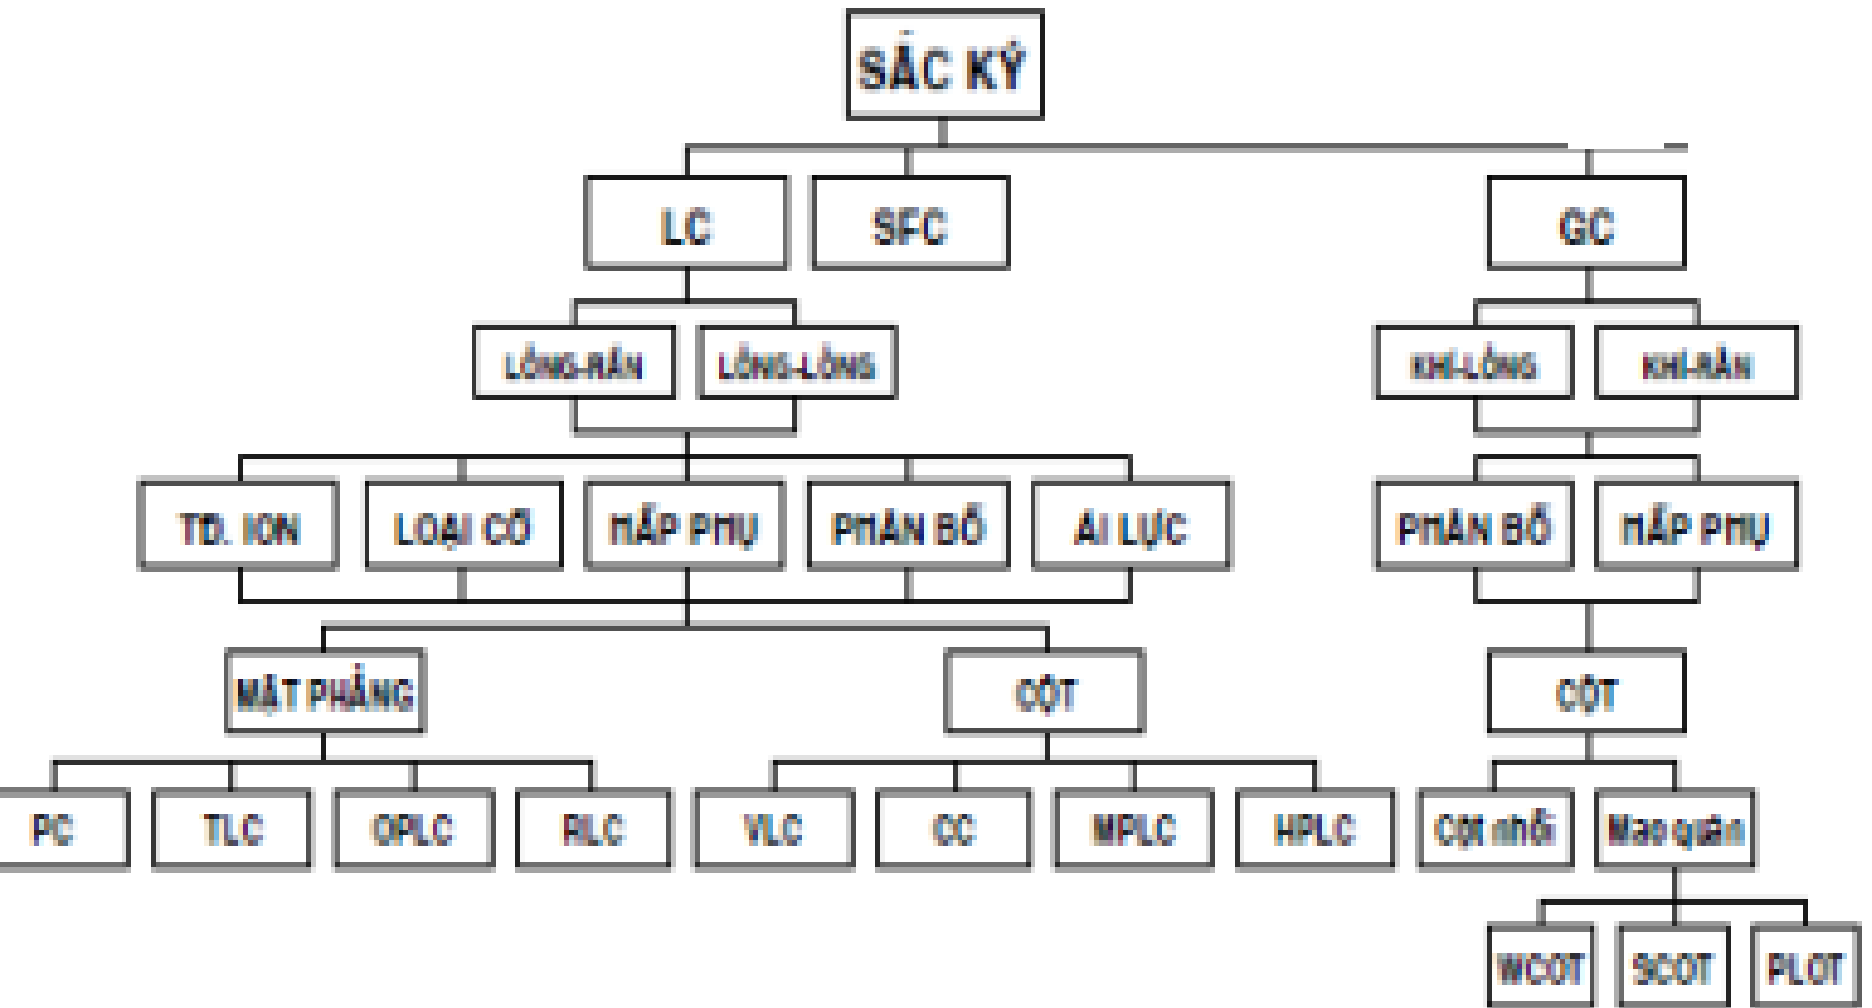 SẮC KÝ
LC
SFC
GC
LỎNG-RẮN
LỎNG-LỎNG
KHÍ-LỎNG
KHÍ-RẮN
TĐ. ION
LOẠI CỠ
HẤP PHỤ
PHÂN BỐ
ÁI LỰC
PHÂN BỐ
HẤP PHỤ
MẶT PHẲNG
CỘT
CỘT
PC
TLC
OPLC
RLC
VLC
CC
MPLC
HPLC
Cột nhồi
Mao quản
WCOT
SCOT
PLOT